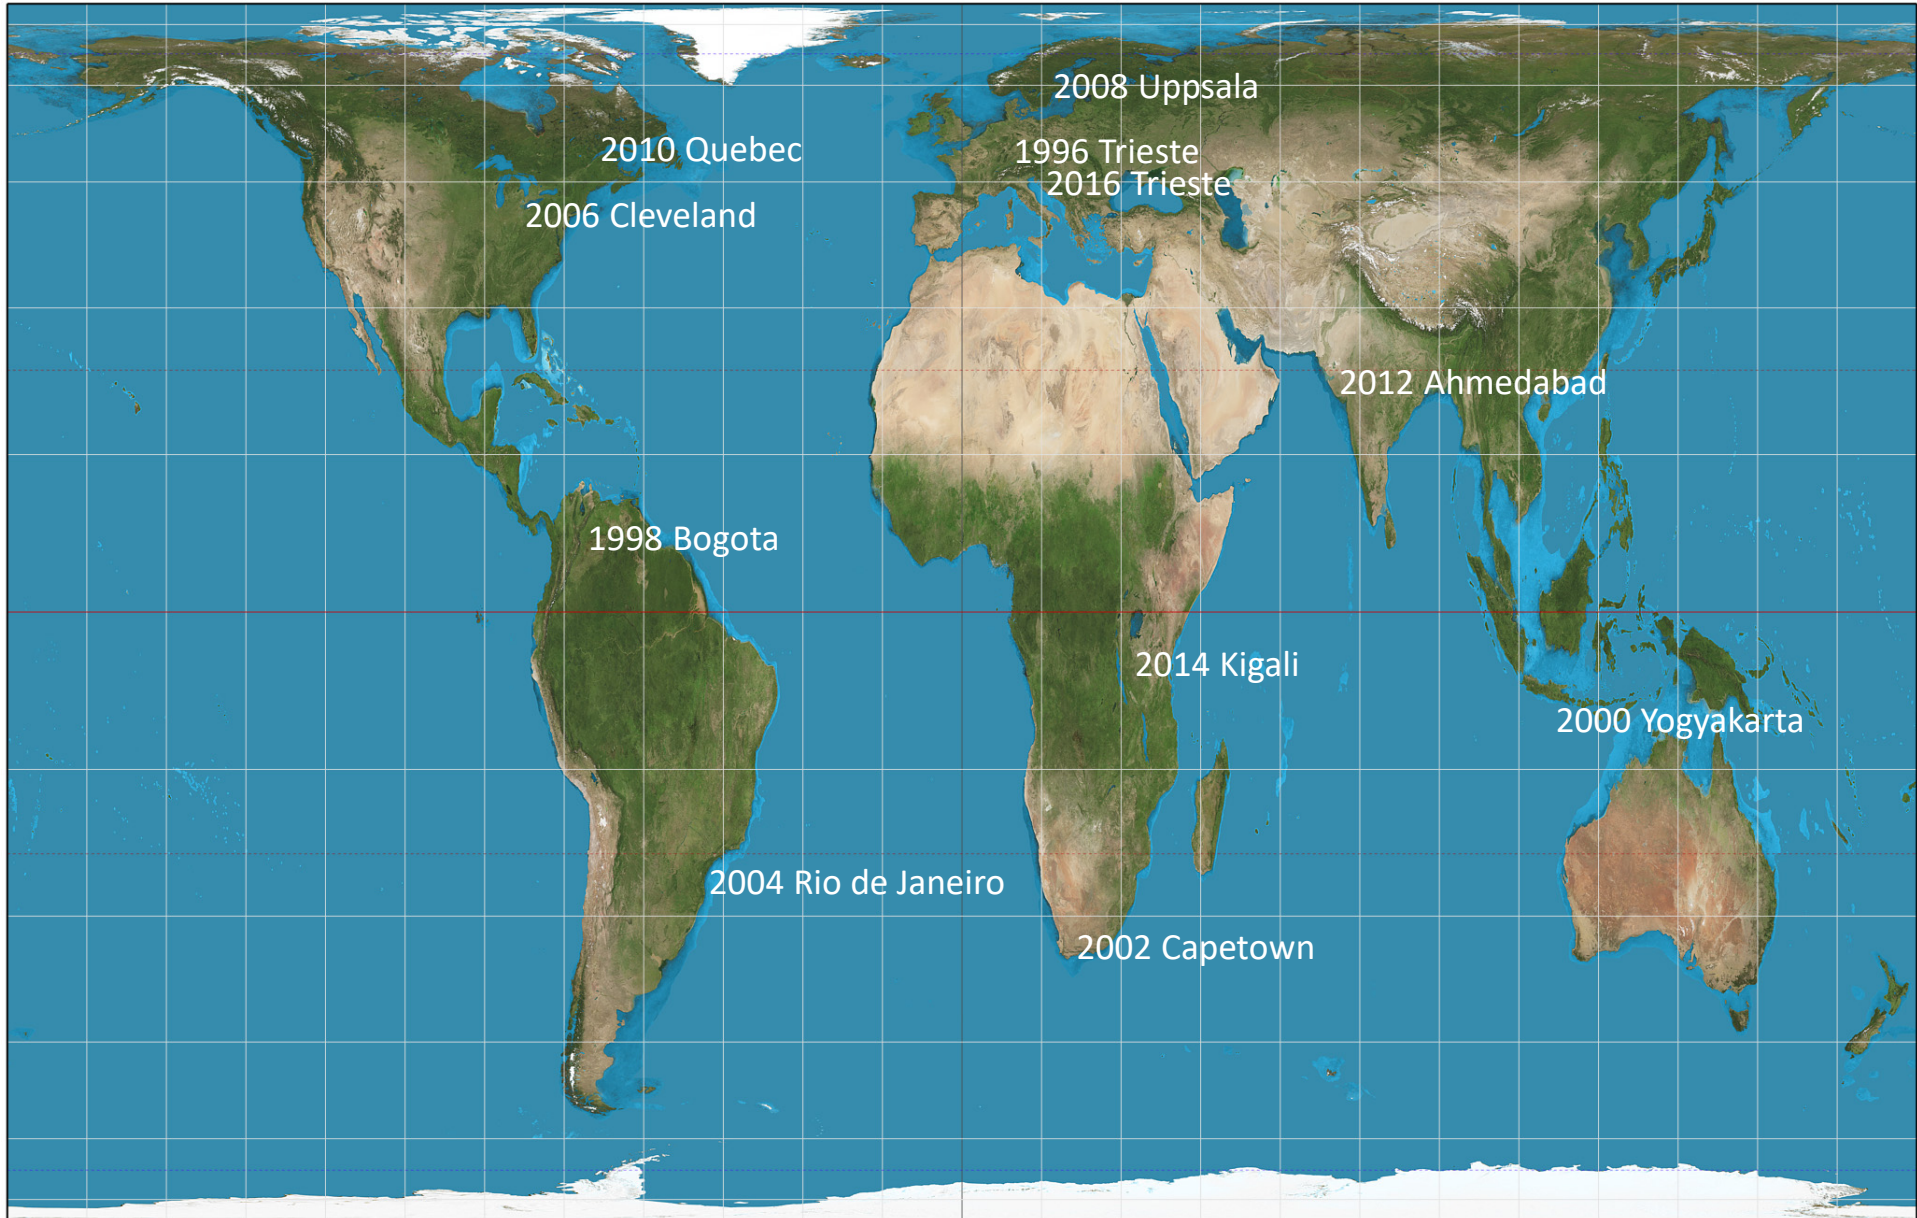 2008 Uppsala
2010 Quebec
1996 Trieste
2016 Trieste
2006 Cleveland
2012 Ahmedabad
1998 Bogota
2014 Kigali
2000 Yogyakarta
2004 Rio de Janeiro
2002 Capetown